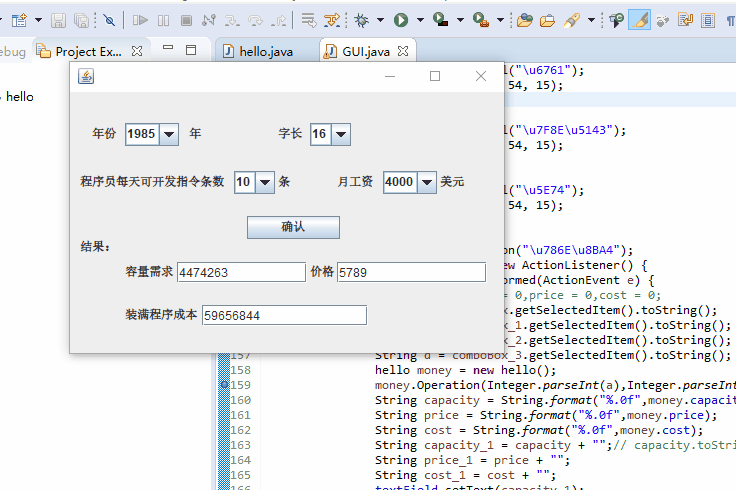 ebug Project Ex... hello.java GUI.java
hello
l("\u6761");
54, 15);
年份 1985 年 字长 16
l("\u7F8E\u5143");
54, 15);
程序员每天可开发指令条数 10 条 月工资 4000 美元
l("\u5E74");
54, 15);
确认
结果：
容量需求 4474263 价格 5789
装满程序成本 59656844
on("\u786E\u8BA4");
ew ActionListener() {
ormed(ActionEvent e) {
= 0,price = 0,cost = 0;
x.getSelectedItem().toString();
x_1.getSelectedItem().toString();
x_2.getSelectedItem().toString();
157 String d = comboBox_3.getSelectedItem().toString();
158 hello money = new hello();
159 money.Operation(Integer.parseInt(a),Integer.parseInt
160 String capacity = String.format("%.0f",money.capaci
161 String price = String.format("%.0f",money.price);
162 String cost = String.format("%.0f",money.cost);
163 String capacity_1 = capacity + "";// capacity.toStri
164 String price_1 = price + "";
165 String cost_1 = cost + "";
166 textField.setText(capacity_1);